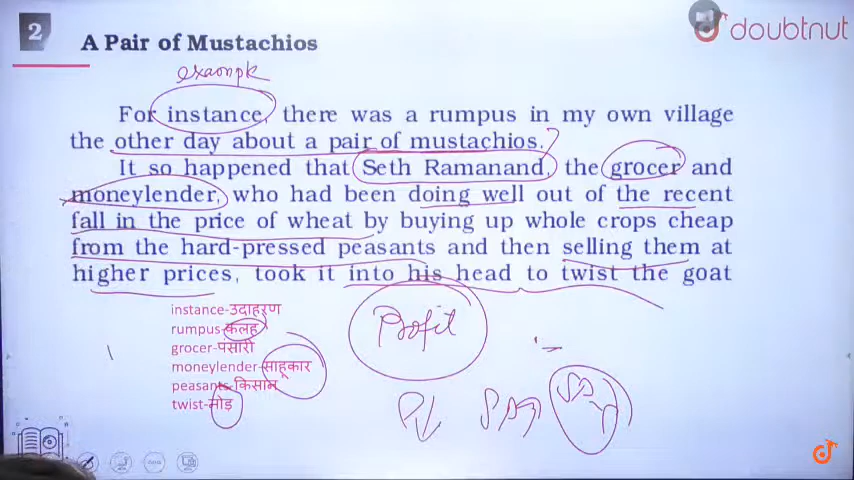 2
A Pair of Mustachios
doubtnut
For instance, there was a rumpus in my own village
the other day about a pair of mustachios.
It so happened that Seth Ramanand, the grocer and
moneylender, who had been doing well out of the recent
fall in the price of wheat by buying up whole crops cheap
from the hard-pressed peasants and then selling them at
higher prices, took it into his head to twist the goat
instance-उदाहरण
rumpus-कलह
grocer-पंसारी
moneylender-साहूकार
peasants-किसान
twist-मोड़
Profit